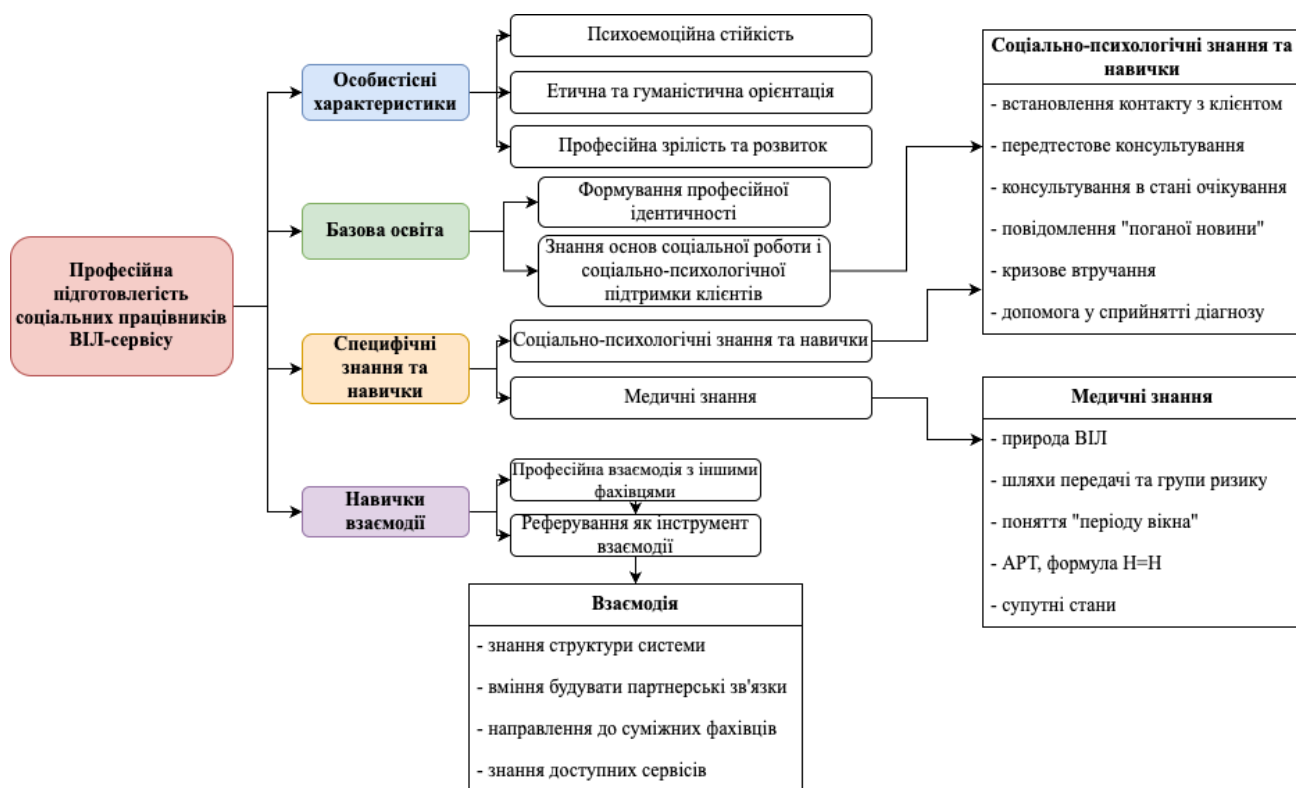 Професійна
підготовлегість
соціальних працівників
ВІЛ-сервісу
Особистісні
характеристики
Психоемоційна стійкість
Етична та гуманістична орієнтація
Професійна зрілість та розвиток
Базова освіта
Формування професійної
ідентичності
Знання основ соціальної роботи і
соціально-психологічної
підтримки клієнтів
Специфічні
знання та
навички
Соціально-психологічні знання та навички
Медичні знання
Навички
взаємодії
Професійна взаємодія з іншими
фахівцями
Реферування як інструмент
взаємодії
Взаємодія
- знання структури системи
- вміння будувати партнерські зв'язки
- направлення до суміжних фахівців
- знання доступних сервісів
Соціально-психологічні знання та
навички
- встановлення контакту з клієнтом
- передтестове консультування
- консультування в стані очікування
- повідомлення "поганої новини"
- кризове втручання
- допомога у сприйнятті діагнозу
Медичні знання
- природа ВІЛ
- шляхи передачі та групи ризику
- поняття "періоду вікна"
- АРТ, формула Н=Н
- супутні стани